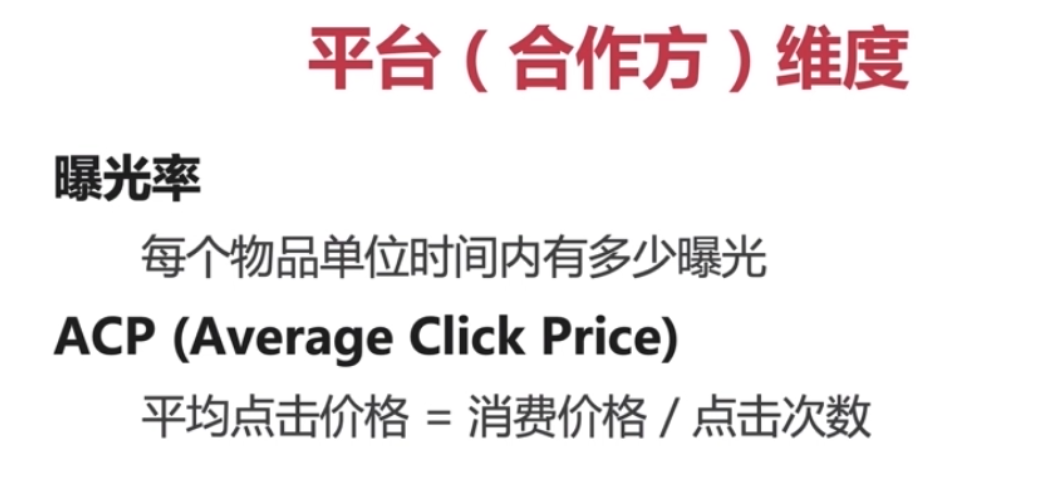 平台（合作方）维度
曝光率
每个物品单位时间内有多少曝光
ACP (Average Click Price)
平均点击价格 = 消费价格 / 点击次数